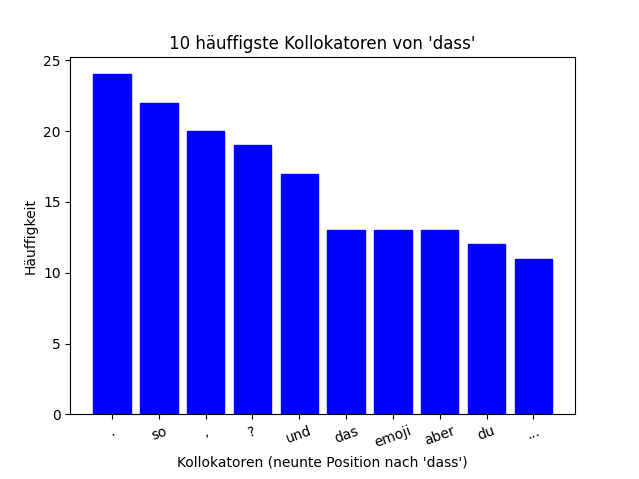 10 häuffigste Kollokatoren von 'dass'
Häuffigkeit
25
20
15
10
5
0
. so , ? und das emoji aber du ...
Kollokatoren (neunte Position nach 'dass')